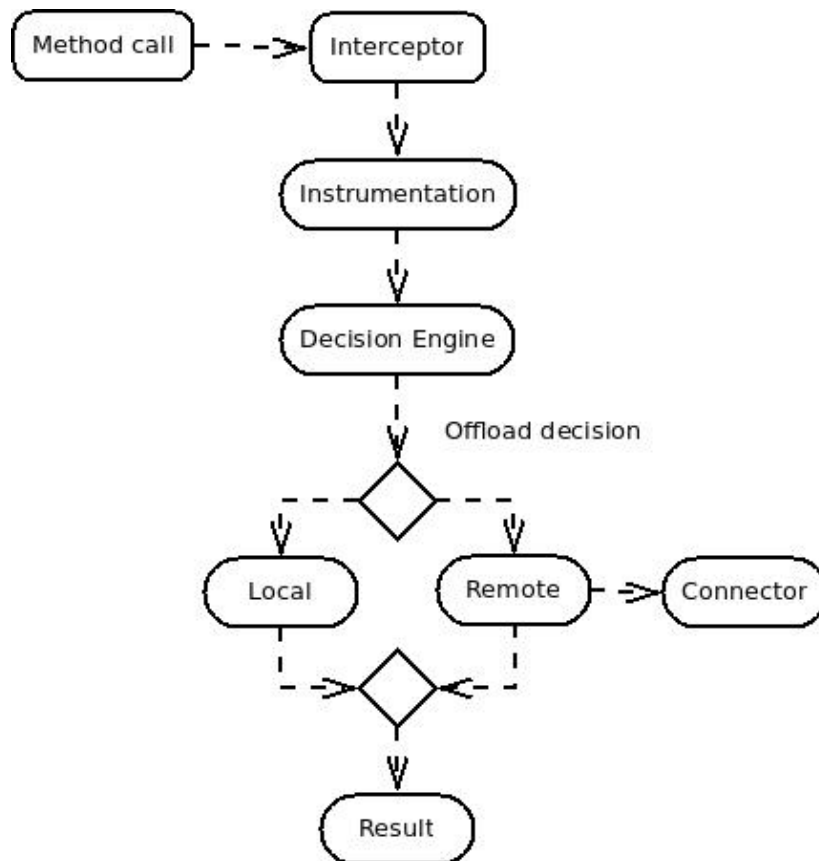 Method call
Interceptor
Instrumentation
Decision Engine
Offload decision
Local
Remote
Connector
Result